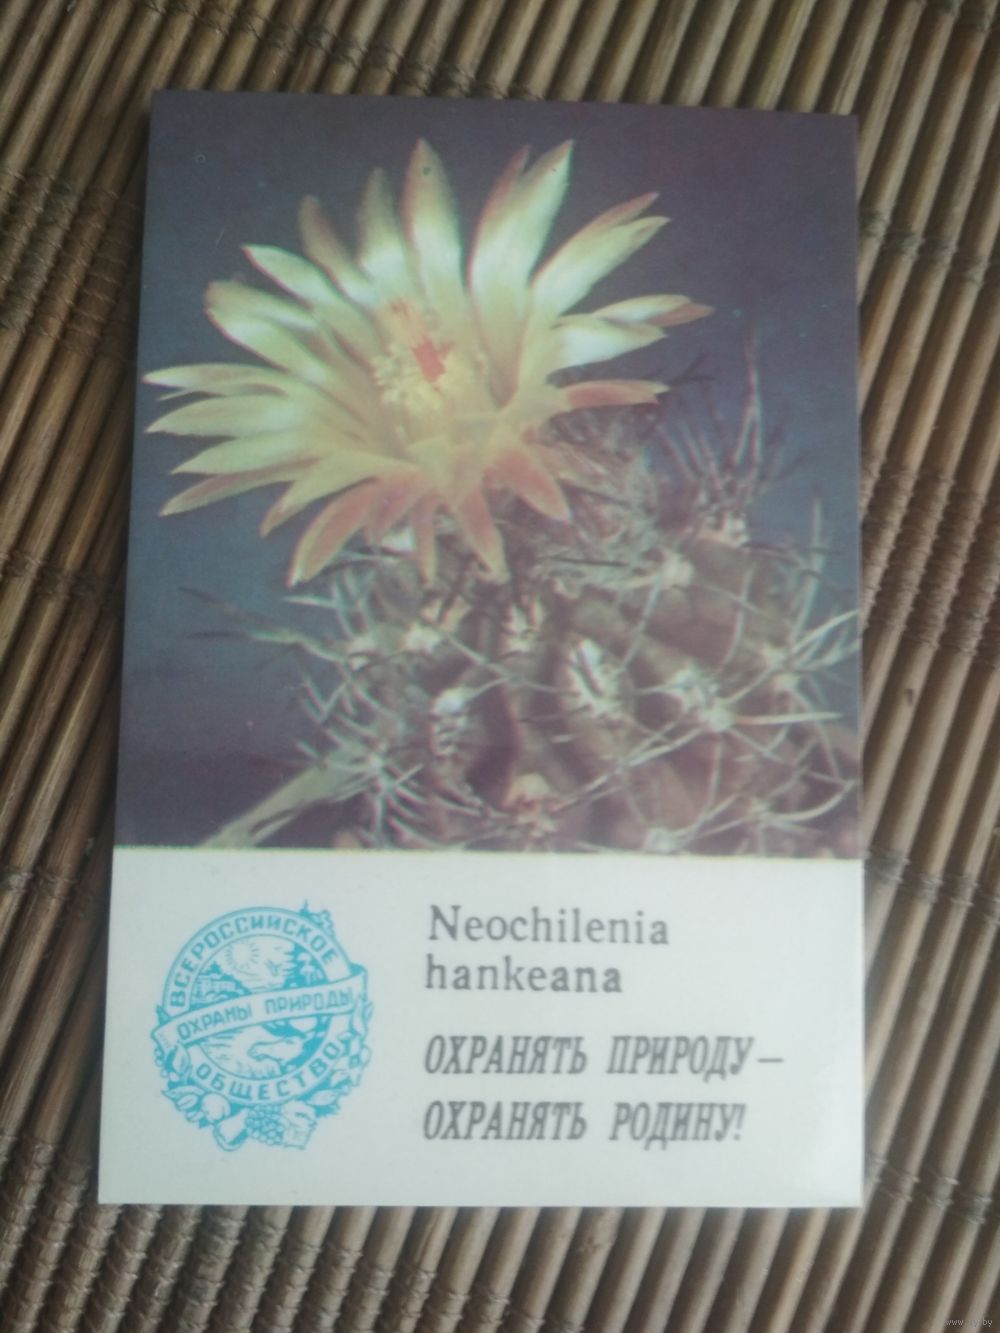 Neochilenia
hankeana
ВСЕРОССИЙСКОЕ
ОХРАНЫ ПРИРОДЫ
ОБЩЕСТВО
ОХРАНЯТЬ ПРИРОДУ —
ОХРАНЯТЬ РОДИНУ!